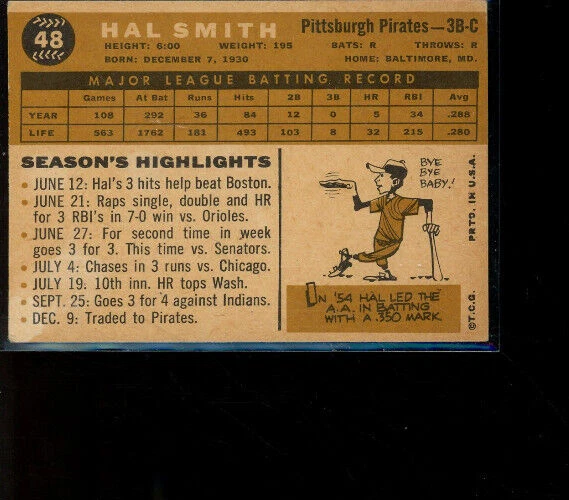 48
HAL SMITH
Pittsburgh Pirates—3B-C
HEIGHT: 6:00 WEIGHT: 195 BATS: R THROWS: R
BORN: DECEMBER 7, 1930 HOME: BALTIMORE, MD.
MAJOR LEAGUE BATTING RECORD
Games At Bat Runs Hits 2B 3B HR RBI Avg
YEAR 108 292 36 84 12 0 5 34 .288
LIFE 563 1762 181 493 103 8 32 215 .280
SEASON'S HIGHLIGHTS
• JUNE 12: Hal's 3 hits help beat Boston.
• JUNE 21: Raps single, double and HR
for 3 RBI's in 7-0 win vs. Orioles.
• JUNE 27: For second time in week
goes 3 for 3. This time vs. Senators.
• JULY 4: Chases in 3 runs vs. Chicago.
• JULY 19: 10th inn. HR tops Wash.
• SEPT. 25: Goes 3 for 4 against Indians.
• DEC. 9: Traded to Pirates.
BYE
BYE
BABY!
IN '54 HAL LED THE
A.A. IN BATTING
WITH A .350 MARK.
©T.C.G. PRTD. IN U.S.A.